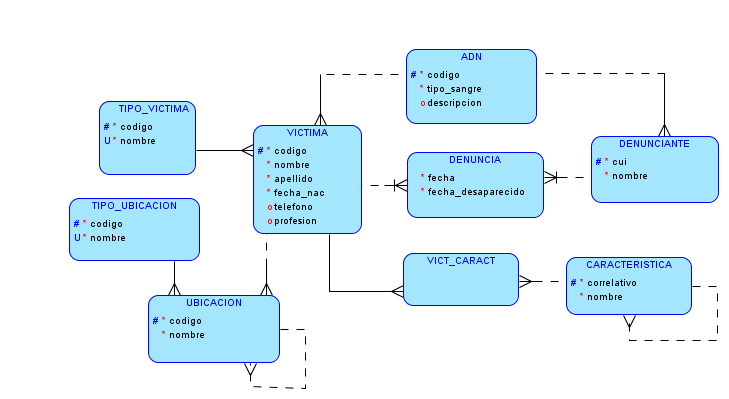 ADN
# * codigo
* tipo_sangre
o descripcion
TIPO_VICTIMA
# * codigo
U * nombre
VICTIMA
# * codigo
* nombre
* apellido
* fecha_nac
o telefono
o profesion
DENUNCIA
* fecha
* fecha_desaparecido
DENUNCIANTE
# * cui
* nombre
TIPO_UBICACION
# * codigo
U * nombre
VICT_CARACT
CARACTERISTICA
# * correlativo
* nombre
UBICACION
# * codigo
* nombre